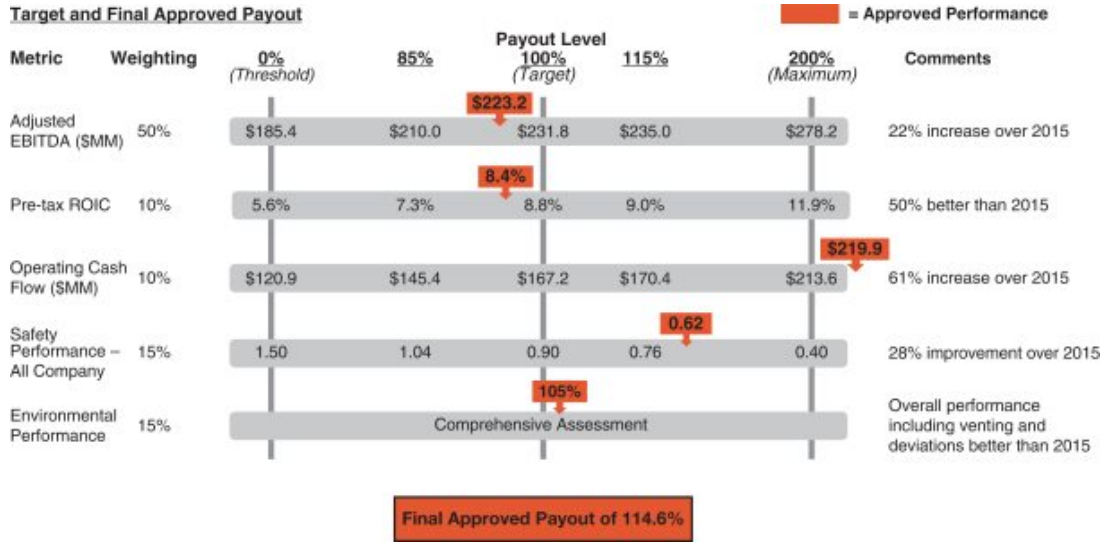 Target and Final Approved Payout
= Approved Performance
Payout Level
Metric Weighting 0% 85% 100% 115% 200% Comments
(Threshold) (Target) (Maximum)
$223.2
Adjusted
EBITDA ($MM) 50% $185.4 $210.0 $231.8 $235.0 $278.2 22% increase over 2015
8.4%
Pre-tax ROIC 10% 5.6% 7.3% 8.8% 9.0% 11.9% 50% better than 2015
$219.9
Operating Cash
Flow ($MM) 10% $120.9 $145.4 $167.2 $170.4 $213.6 61% increase over 2015
0.62
Safety
Performance – 15% 1.50 1.04 0.90 0.76 0.40 28% improvement over 2015
All Company
105%
Environmental
Performance 15% Comprehensive Assessment
Overall performance
including venting and
deviations better than 2015
Final Approved Payout of 114.6%